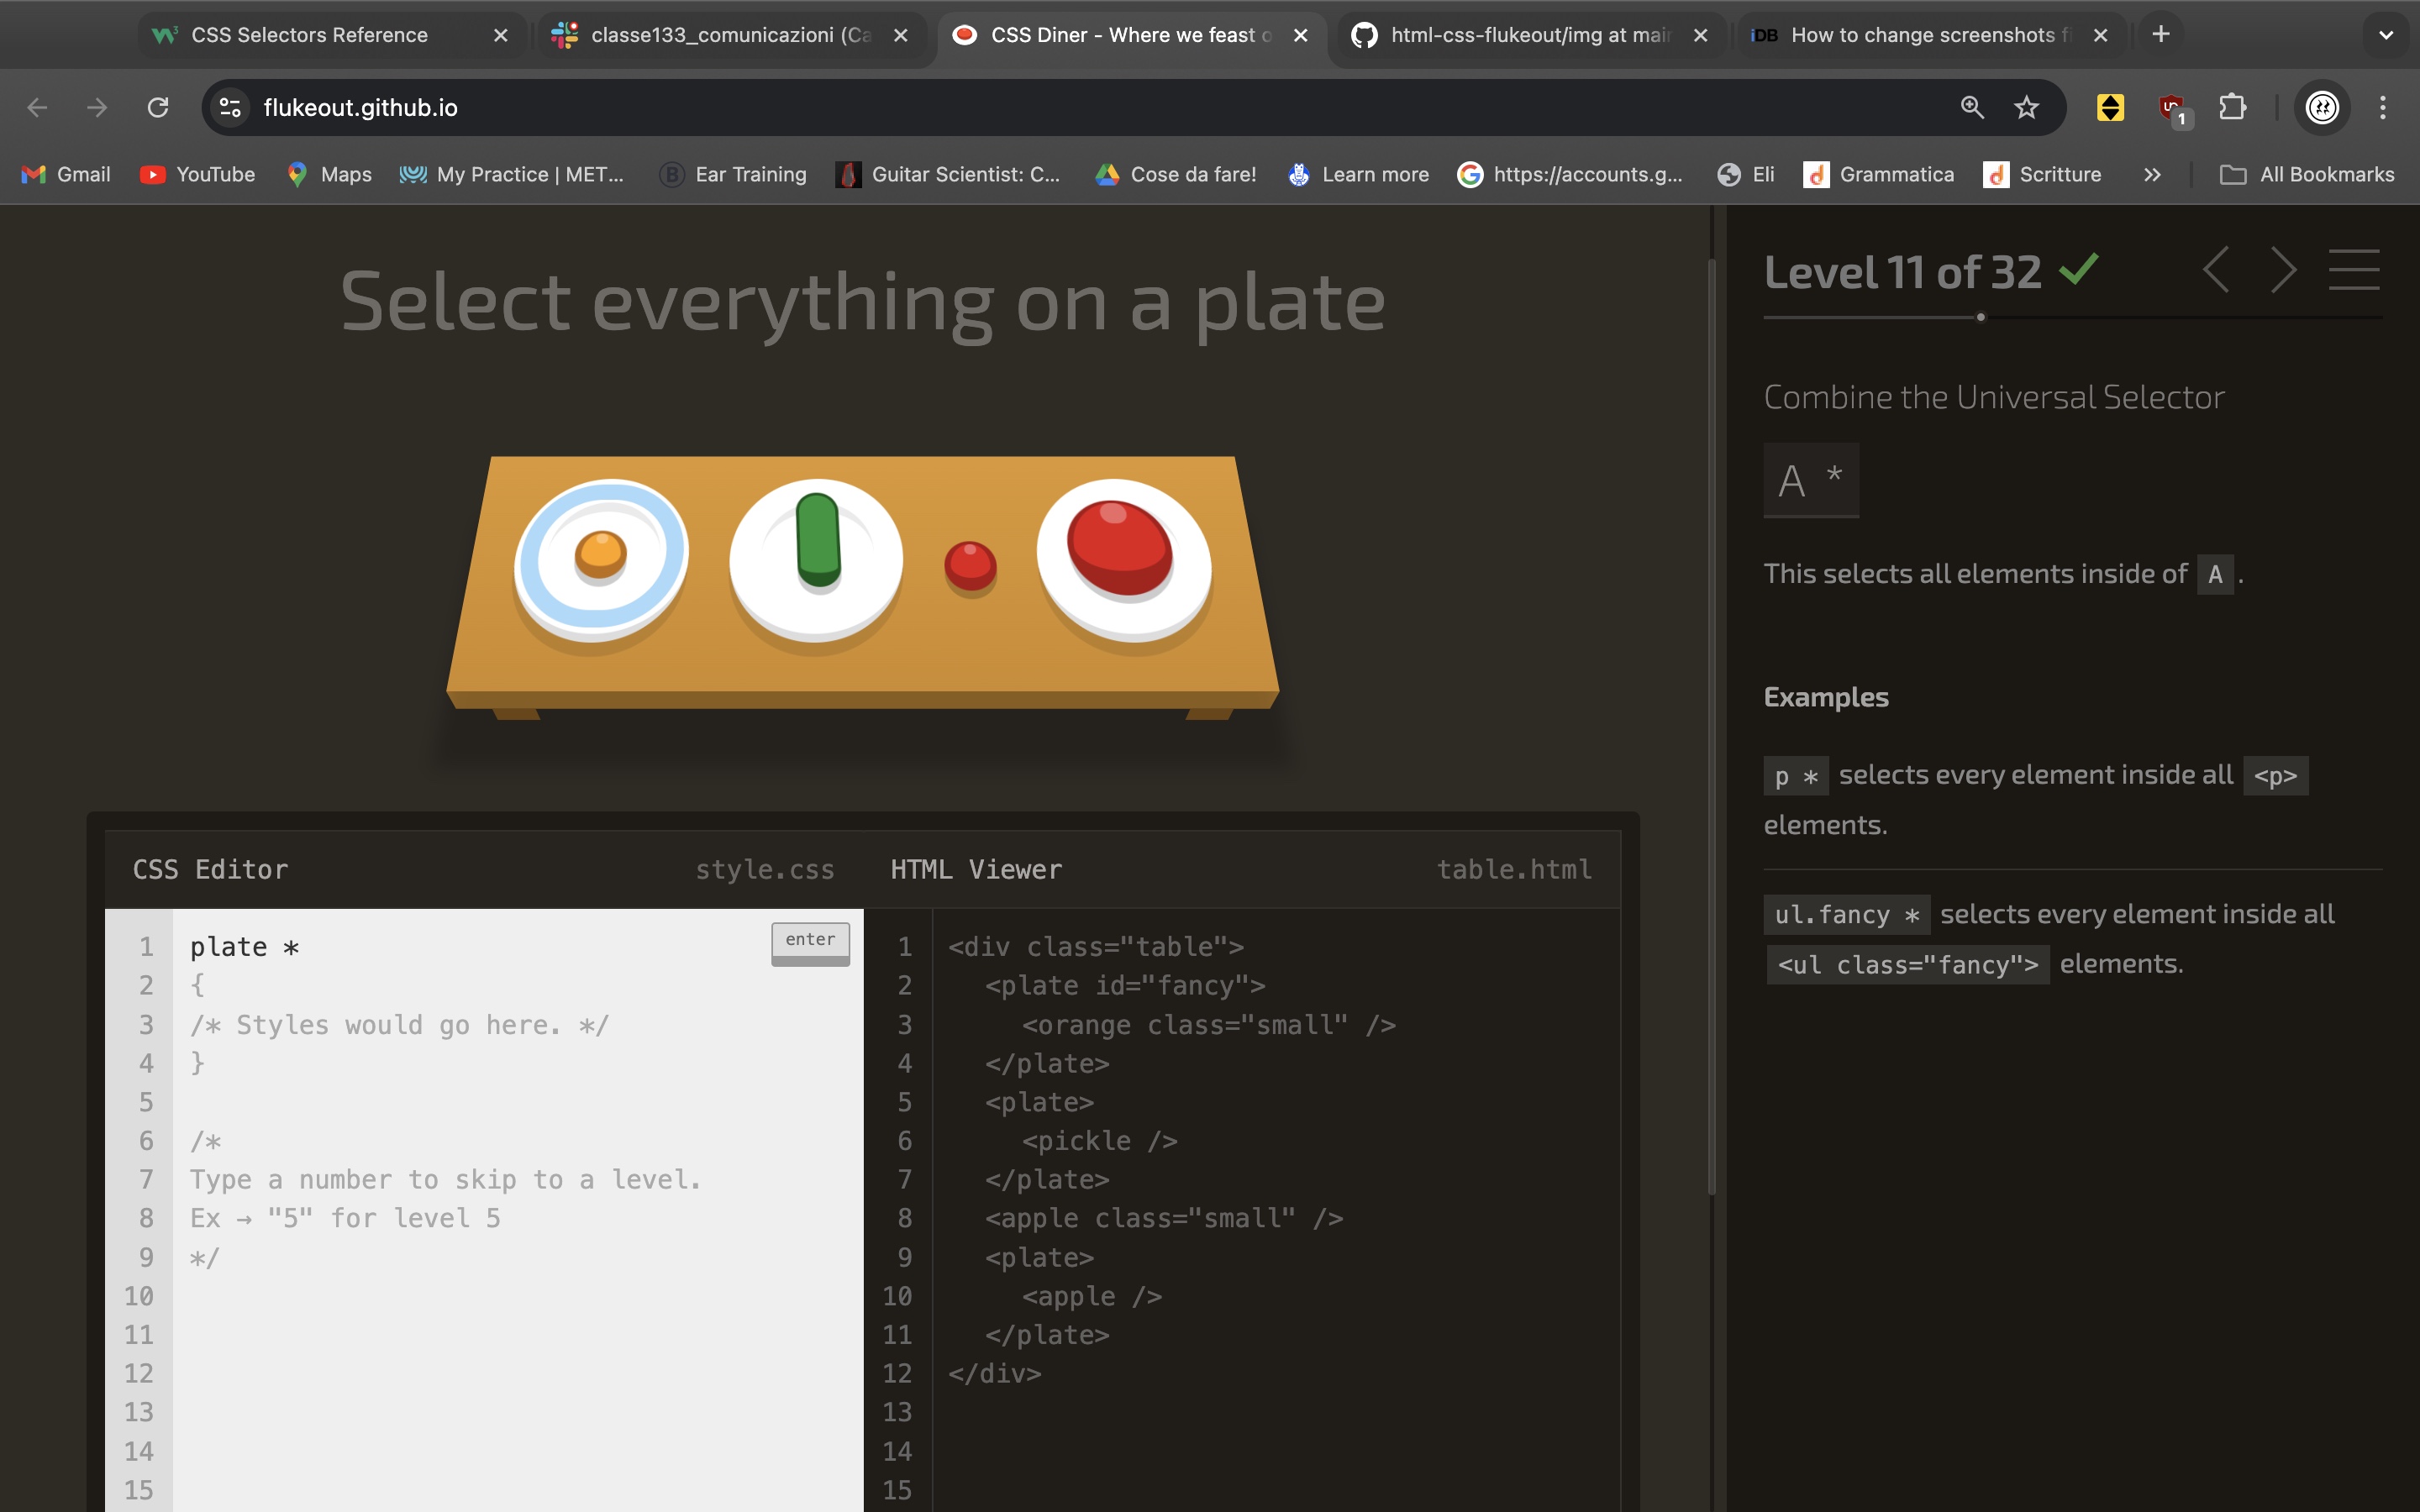 CSS Selectors Reference
classe133_comunicazioni (Ca
CSS Diner - Where we feast o
html-css-flukeout/img at main
How to change screenshots f
flukeout.github.io
1
Gmail
YouTube
Maps
My Practice | MET...
Ear Training
Guitar Scientist: C...
Cose da fare!
Learn more
https://accounts.g...
Eli
Grammatica
Scritture
All Bookmarks
Select everything on a plate
CSS Editor
style.css
1 plate *
enter
2 {
3 /* Styles would go here. */
4 }
5
6 /*
7 Type a number to skip to a level.
8 Ex → "5" for level 5
9 */
10
11
12
13
14
15
HTML Viewer
table.html
1 <div class="table">
2 <plate id="fancy">
3 <orange class="small" />
4 </plate>
5 <plate>
6 <pickle />
7 </plate>
8 <apple class="small" />
9 <plate>
10 <apple />
11 </plate>
12 </div>
13
14
15
Level 11 of 32
Combine the Universal Selector
A *
This selects all elements inside of A .
Examples
p * selects every element inside all <p>
elements.
ul.fancy * selects every element inside all
<ul class="fancy"> elements.